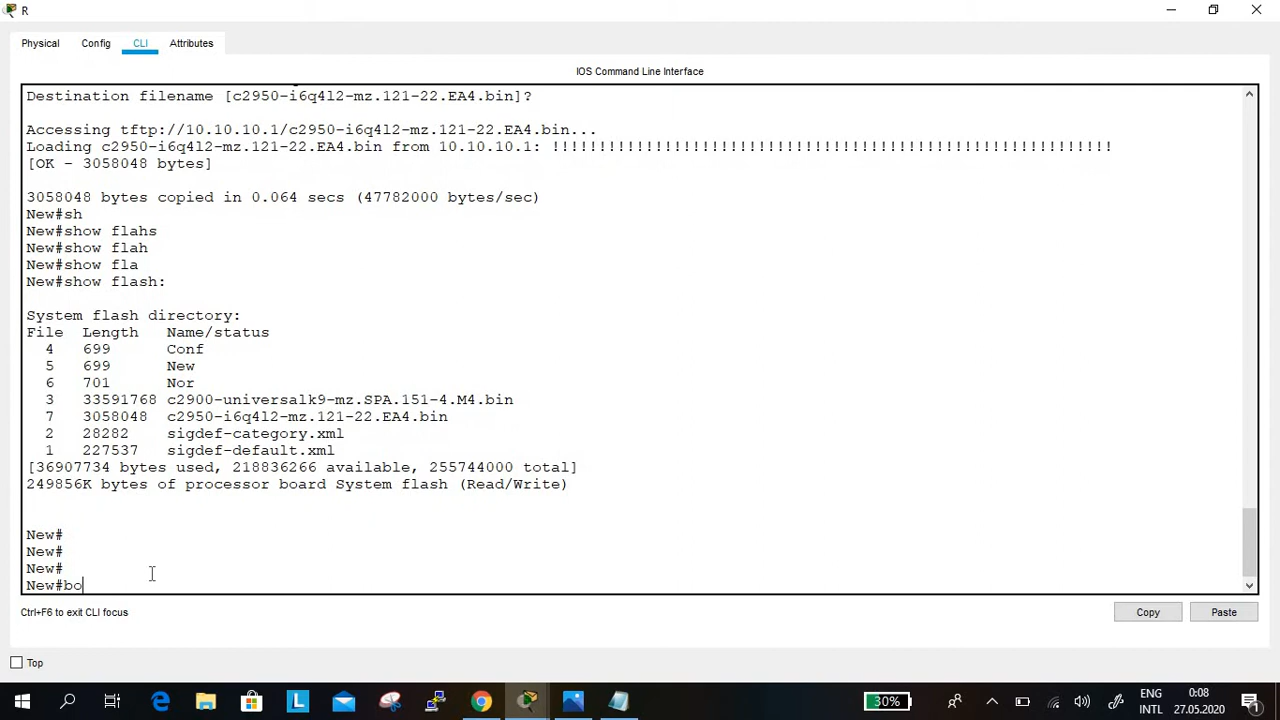 R
Physical
Config
CLI
Attributes
IOS Command Line Interface
Destination filename [c2950-i6q4l2-mz.121-22.EA4.bin]?
Accessing tftp://10.10.10.1/c2950-i6q4l2-mz.121-22.EA4.bin...
Loading c2950-i6q4l2-mz.121-22.EA4.bin from 10.10.10.1: !!!!!!!!!!!!!!!!!!!!!!!!!!!!!!!!!!!!!!!!!!!!!!!!!!!!!!!!!!!!
[OK - 3058048 bytes]
3058048 bytes copied in 0.064 secs (47782000 bytes/sec)
New#sh
New#show flahs
New#show flah
New#show fla
New#show flash:
System flash directory:
File Length Name/status
4 699 Conf
5 699 New
6 701 Nor
3 33591768 c2900-universalk9-mz.SPA.151-4.M4.bin
7 3058048 c2950-i6q4l2-mz.121-22.EA4.bin
2 28282 sigdef-category.xml
1 227537 sigdef-default.xml
[36907734 bytes used, 218836266 available, 255744000 total]
249856K bytes of processor board System flash (Read/Write)
New#
New#
New#
New#bo
Ctrl+F6 to exit CLI focus
Copy
Paste
Top
30%
ENG
INTL
0:08
27.05.2020